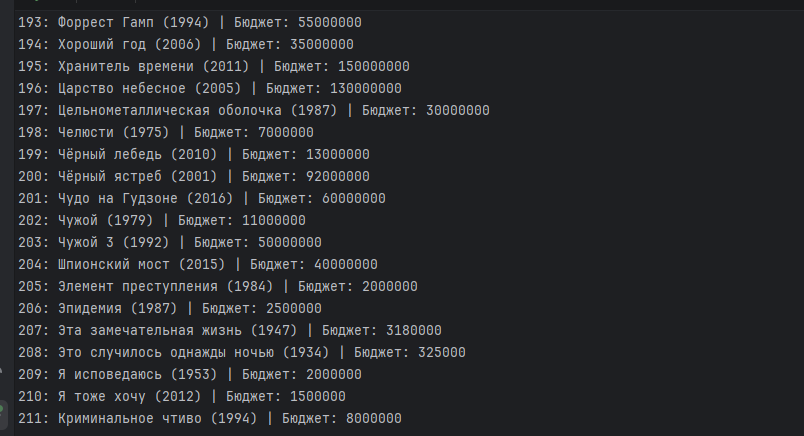 193: Форрест Гамп (1994) | Бюджет: 55000000
194: Хороший год (2006) | Бюджет: 35000000
195: Хранитель времени (2011) | Бюджет: 150000000
196: Царство небесное (2005) | Бюджет: 130000000
197: Цельнометаллическая оболочка (1987) | Бюджет: 30000000
198: Челюсти (1975) | Бюджет: 7000000
199: Чёрный лебедь (2010) | Бюджет: 13000000
200: Чёрный ястреб (2001) | Бюджет: 92000000
201: Чудо на Гудзоне (2016) | Бюджет: 60000000
202: Чужой (1979) | Бюджет: 11000000
203: Чужой 3 (1992) | Бюджет: 50000000
204: Шпионский мост (2015) | Бюджет: 40000000
205: Элемент преступления (1984) | Бюджет: 2000000
206: Эпидемия (1987) | Бюджет: 2500000
207: Эта замечательная жизнь (1947) | Бюджет: 3180000
208: Это случилось однажды ночью (1934) | Бюджет: 325000
209: Я исповедаюсь (1953) | Бюджет: 2000000
210: Я тоже хочу (2012) | Бюджет: 1500000
211: Криминальное чтиво (1994) | Бюджет: 8000000